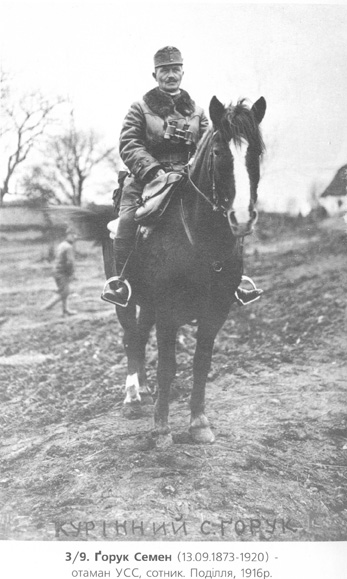 КУРІННИЙ С. ҐОРУК
3/9. Ґорук Семен (13.09.1873-1920) -
отаман УСС, сотник. Поділля, 1916р.